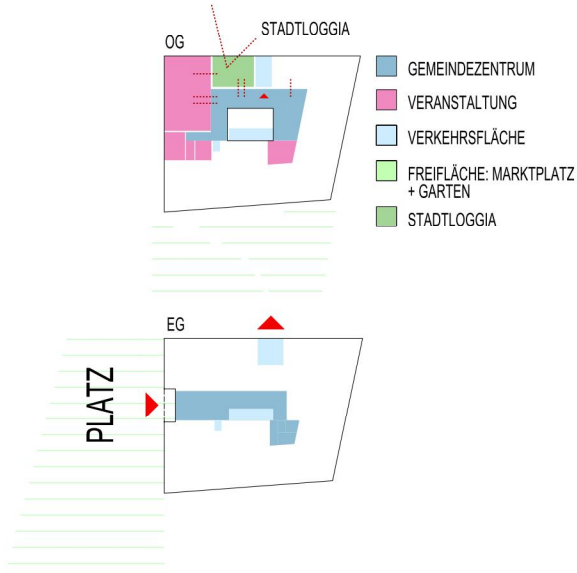 STADTLOGGIA
OG
GEMEINDEZENTRUM
VERANSTALTUNG
VERKEHRSFLÄCHE
FREIFLÄCHE: MARKTPLATZ
+ GARTEN
STADTLOGGIA
EG
PLATZ